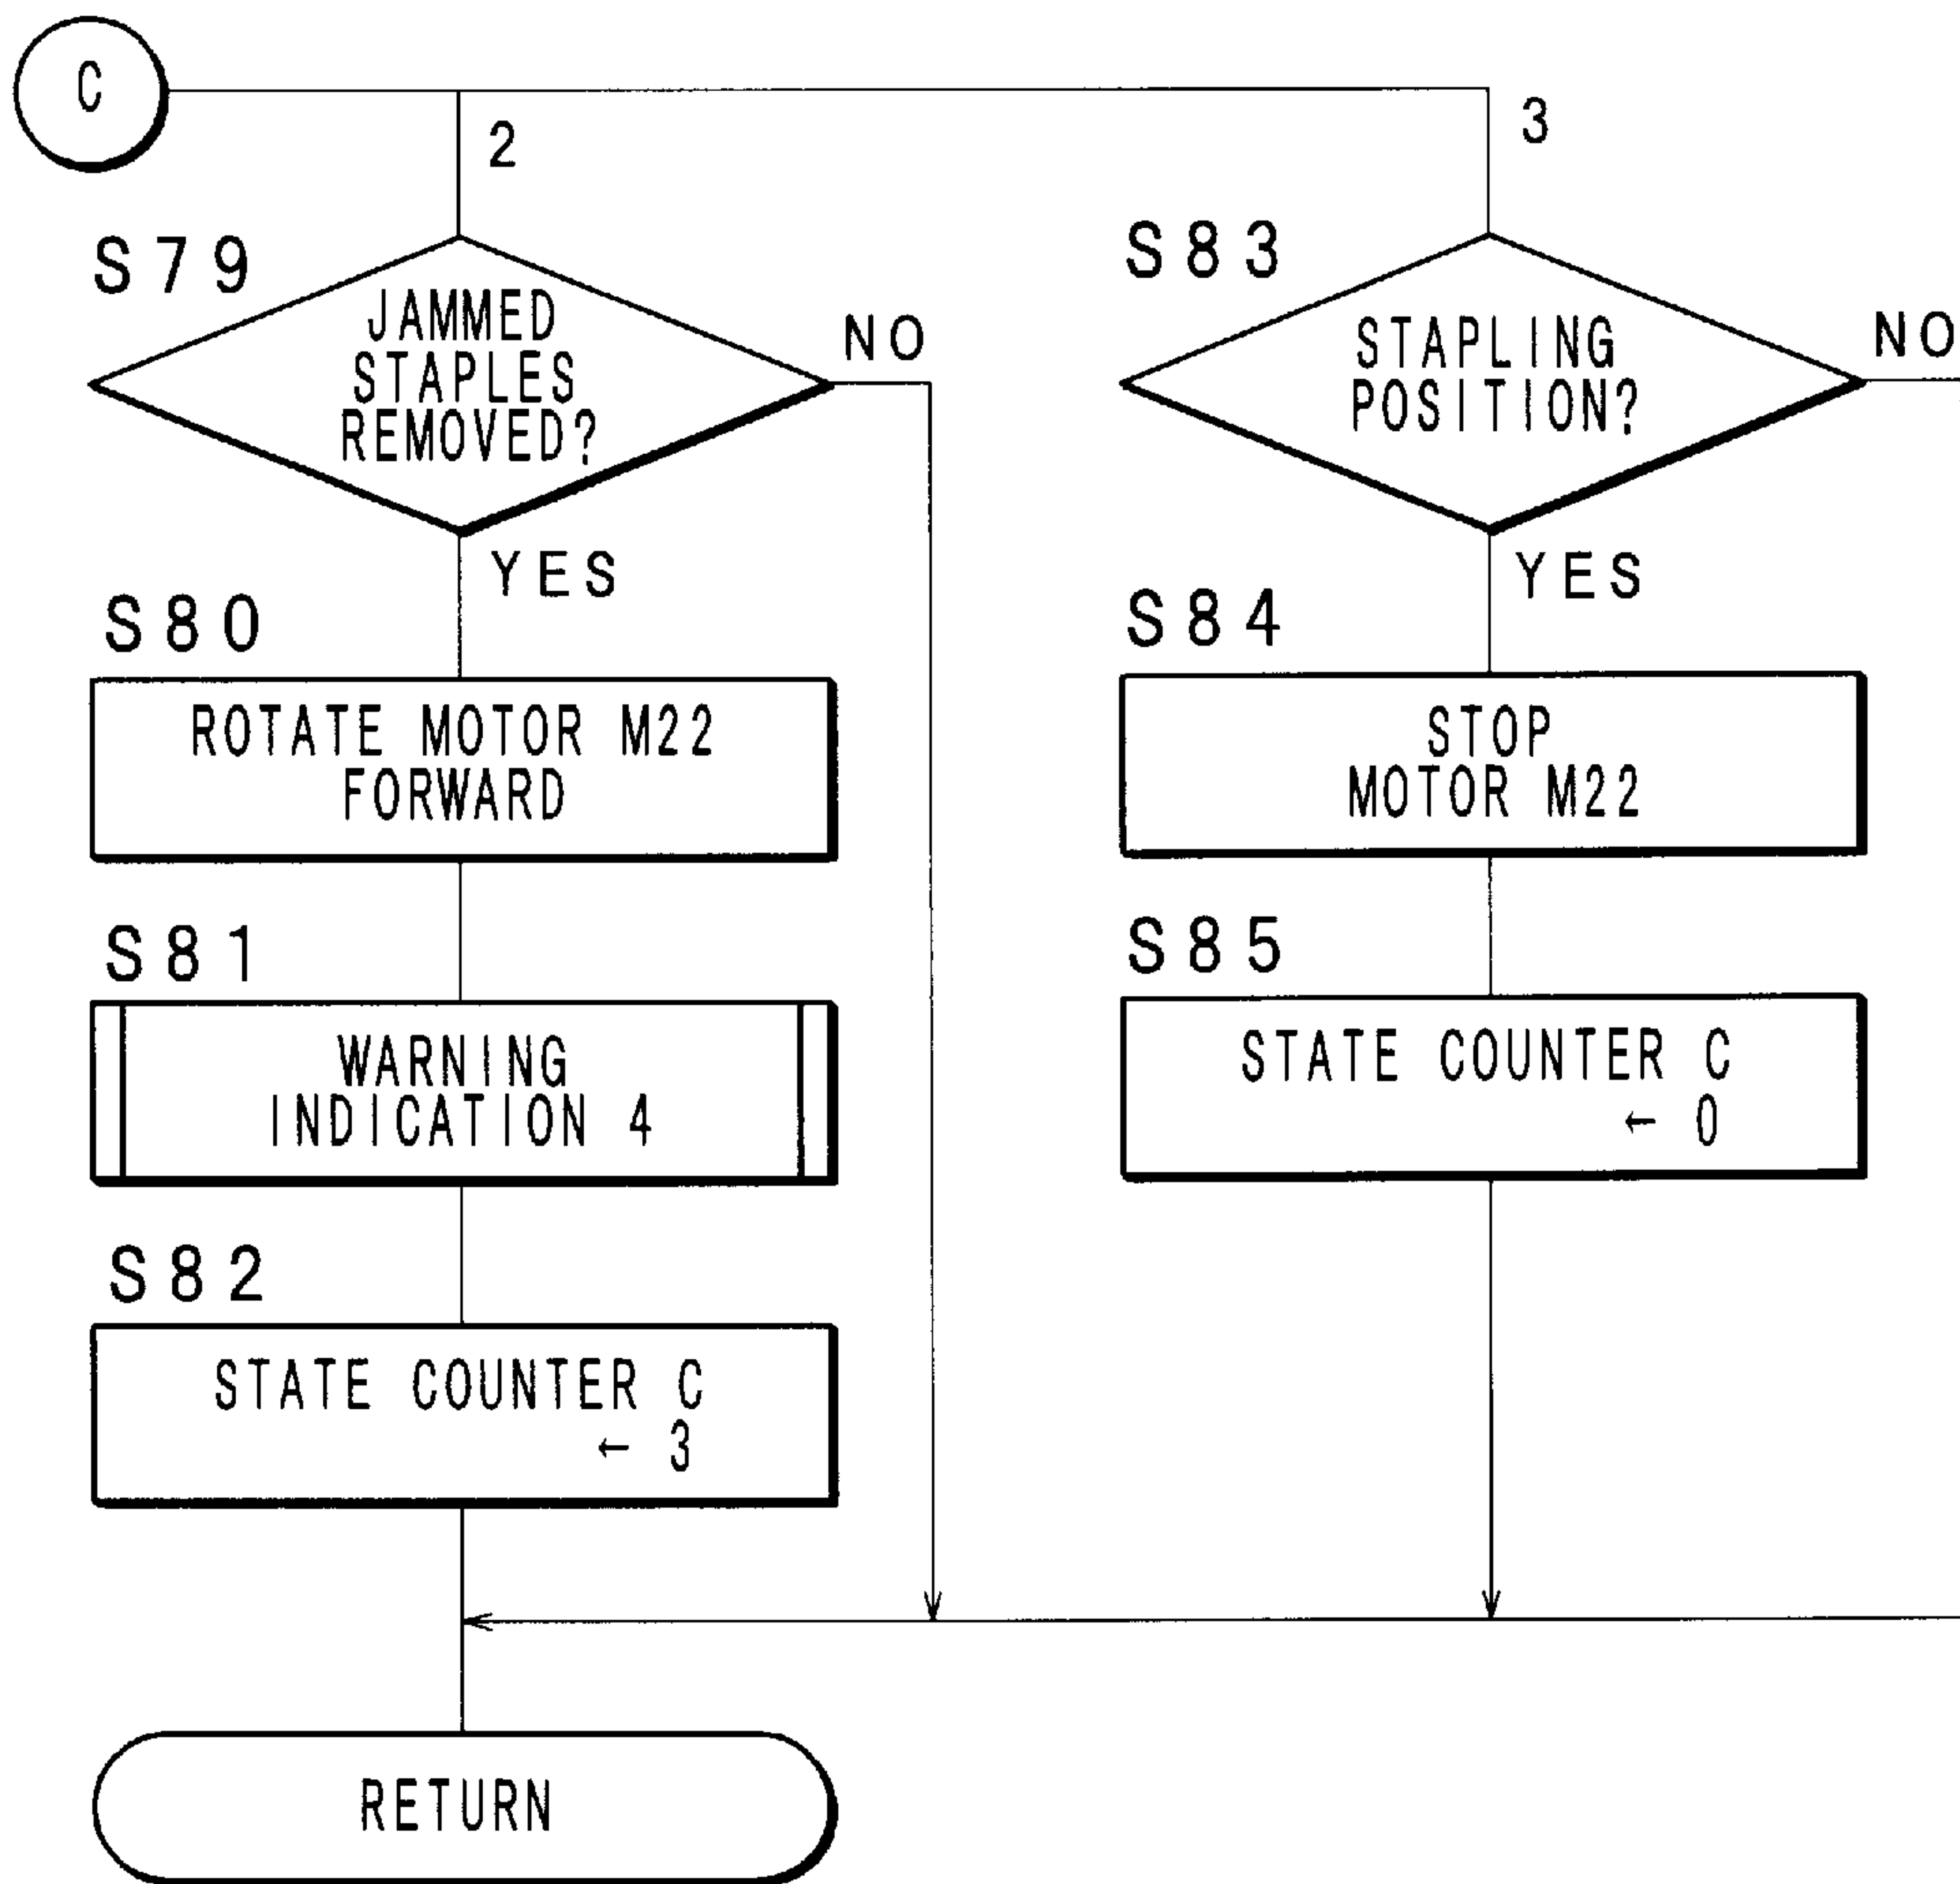 C
2
3
S79
JAMMED
STAPLES
REMOVED?
NO
YES
S80
ROTATE MOTOR M22
FORWARD
S81
WARNING
INDICATION 4
S82
STATE COUNTER C
← 3
RETURN
S83
STAPLING
POSITION?
NO
YES
S84
STOP
MOTOR M22
S85
STATE COUNTER C
← 0